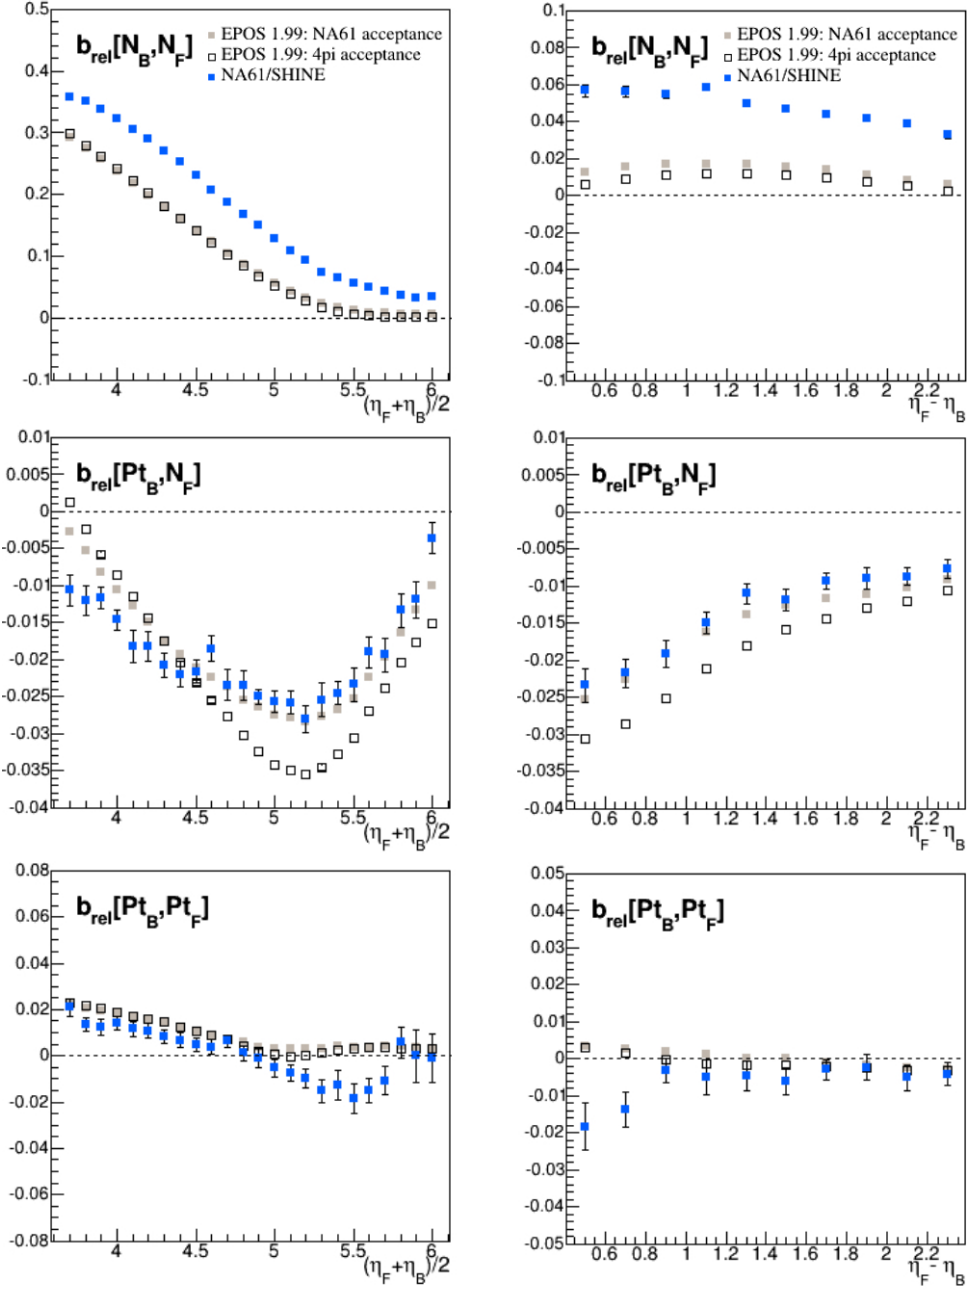 b_rel[N_B,N_F]
EPOS 1.99: NA61 acceptance
EPOS 1.99: 4pi acceptance
NA61/SHINE
0.5
0.4
0.3
0.2
0.1
0
-0.1
4 4.5 5 5.5 6
(η_F+η_B)/2
b_rel[N_B,N_F]
EPOS 1.99: NA61 acceptance
EPOS 1.99: 4pi acceptance
NA61/SHINE
0.1
0.08
0.06
0.04
0.02
0
-0.02
-0.04
-0.06
-0.08
-0.1
0.6 0.8 1 1.2 1.4 1.6 1.8 2 2.2
η_F- η_B
b_rel[Pt_B,N_F]
0.01
0.005
0
-0.005
-0.01
-0.015
-0.02
-0.025
-0.03
-0.035
-0.04
4 4.5 5 5.5 6
(η_F+η_B)/2
b_rel[Pt_B,N_F]
0.01
0.005
0
-0.005
-0.01
-0.015
-0.02
-0.025
-0.03
-0.035
-0.04
0.6 0.8 1 1.2 1.4 1.6 1.8 2 2.2
η_F- η_B
b_rel[Pt_B,Pt_F]
0.08
0.06
0.04
0.02
0
-0.02
-0.04
-0.06
-0.08
4 4.5 5 5.5 6
(η_F+η_B)/2
b_rel[Pt_B,Pt_F]
0.05
0.04
0.03
0.02
0.01
0
-0.01
-0.02
-0.03
-0.04
-0.05
0.6 0.8 1 1.2 1.4 1.6 1.8 2 2.2
η_F- η_B